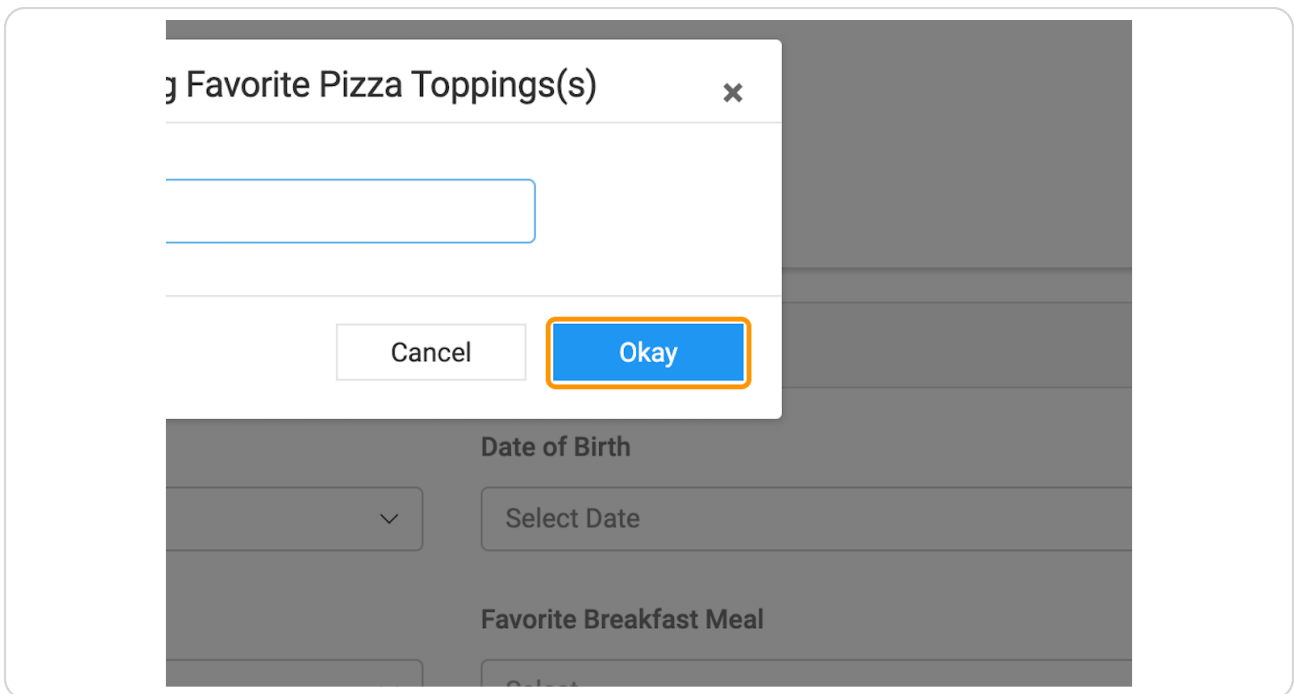 g Favorite Pizza Toppings(s)
Cancel
Okay
Date of Birth
Select Date
Favorite Breakfast Meal